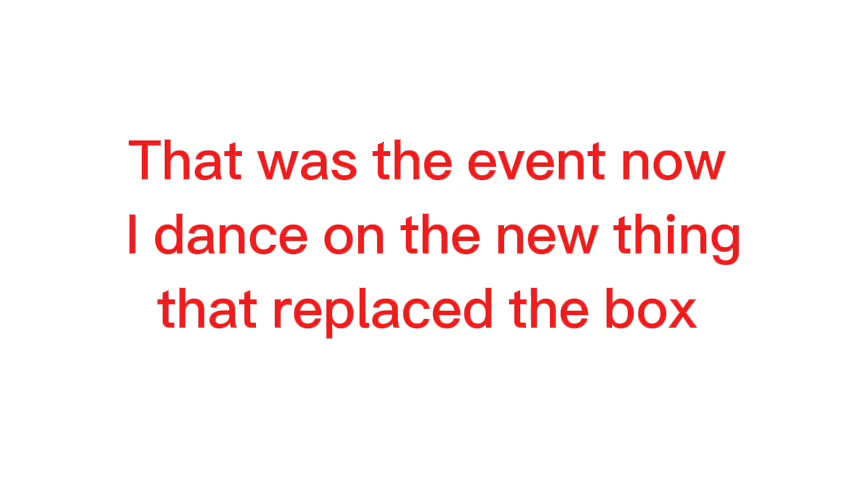 That was the event now
I dance on the new thing
that replaced the box